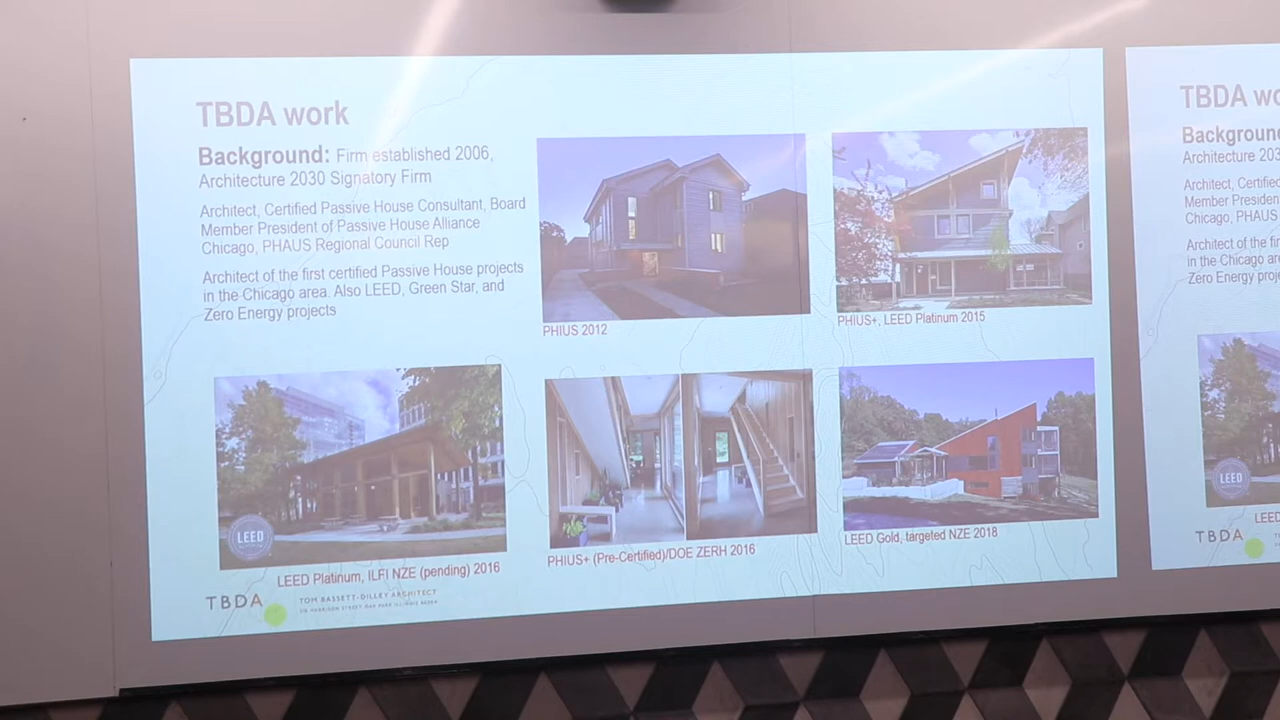 TBDA work
Background: Firm established 2006,
Architecture 2030 Signatory Firm
Architect, Certified Passive House Consultant, Board
Member President of Passive House Alliance
Chicago, PHAUS Regional Council Rep
Architect of the first certified Passive House projects
in the Chicago area. Also LEED, Green Star, and
Zero Energy projects
PHIUS 2012
PHIUS+, LEED Platinum 2015
LEED
LEED Platinum, ILFI NZE (pending) 2016
PHIUS+ (Pre-Certified)/DOE ZERH 2016
LEED Gold, targeted NZE 2018
TBDA
TOM BASSETT-DILLEY ARCHITECT
TBDA wo
Background
Architecture 203
Architect, Certified
Member Presiden
Chicago, PHAUS
Architect of the fir
in the Chicago are
Zero Energy proje
LEED
LEED
TBDA